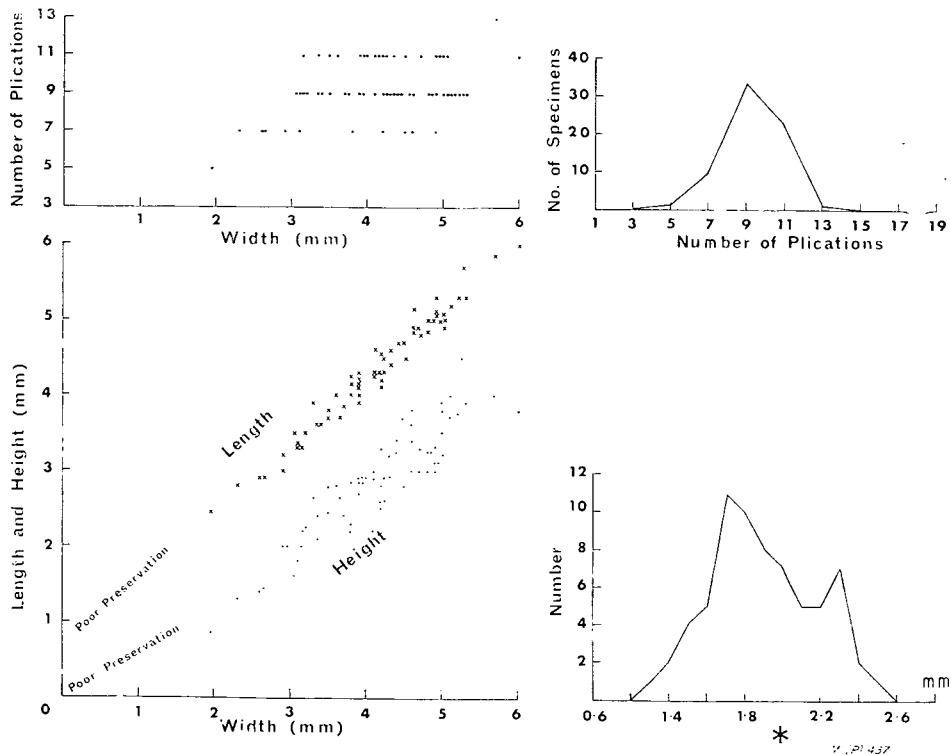 13
11
9
7
5
3
Number of Plications
1 2 3 4 5 6
Width (mm)
40
30
20
10
No. of Specimens
1 3 5 7 9 11 13 15 17 19
Number of Plications
6
5
4
3
2
1
0
Length and Height (mm)
Length
Height
Poor Preservation
Poor Preservation
1 2 3 4 5 6
Width (mm)
12
10
8
6
4
2
Number
mm
0·6 1·4 1·8 2·2 2·6
*